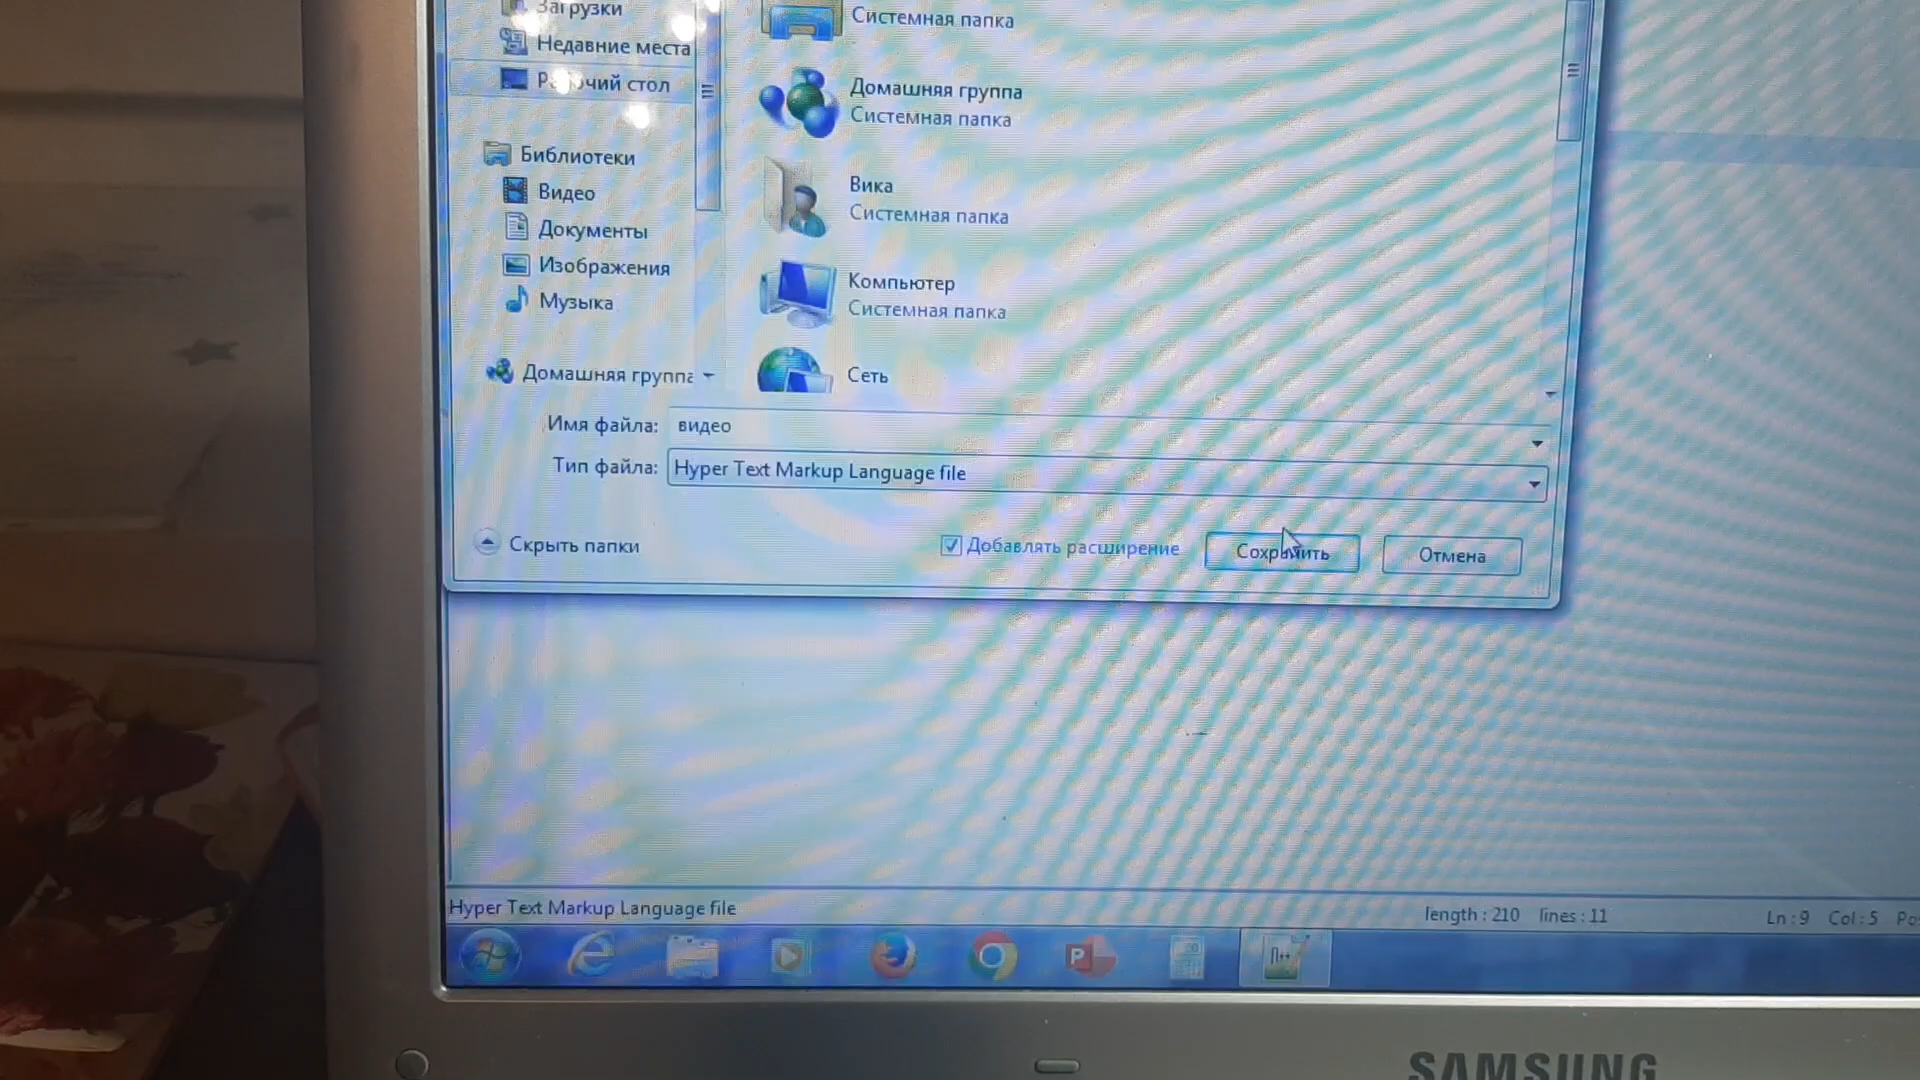 Загрузки
Недавние места
Рабочий стол
Библиотеки
Видео
Документы
Изображения
Музыка
Домашняя группа
Системная папка
Домашняя группа
Системная папка
Вика
Системная папка
Компьютер
Системная папка
Сеть
Имя файла: видео
Тип файла: Hyper Text Markup Language file
Скрыть папки
Добавлять расширение
Сохранить
Отмена
Hyper Text Markup Language file
length : 210 lines : 11
Ln : 9 Col : 5
SAMSUNG